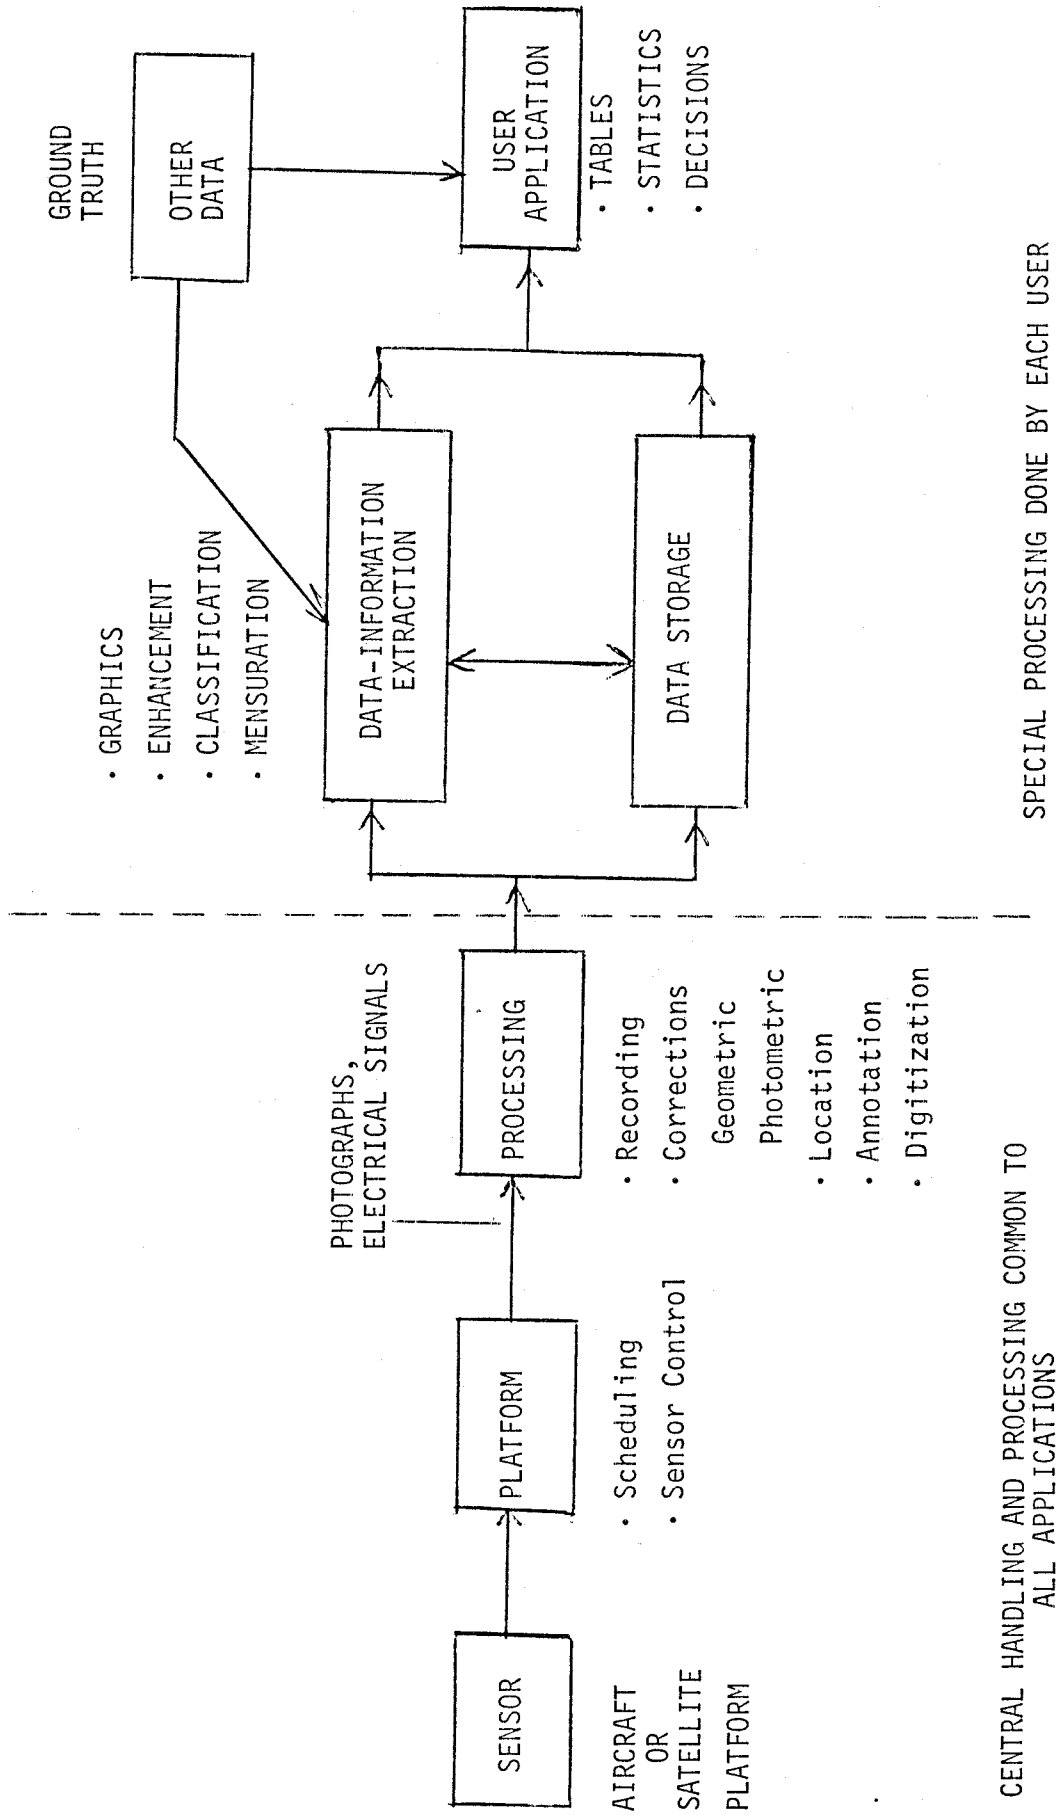 GROUND
TRUTH
OTHER
DATA
· GRAPHICS
· ENHANCEMENT
· CLASSIFICATION
· MENSURATION
PHOTOGRAPHS,
ELECTRICAL SIGNALS
SENSOR
PLATFORM
PROCESSING
DATA-INFORMATION
EXTRACTION
DATA STORAGE
USER
APPLICATION
AIRCRAFT
OR
SATELLITE
PLATFORM
· Scheduling
· Sensor Control
· Recording
· Corrections
Geometric
Photometric
· Location
· Annotation
· Digitization
· TABLES
· STATISTICS
· DECISIONS
CENTRAL HANDLING AND PROCESSING COMMON TO
ALL APPLICATIONS
SPECIAL PROCESSING DONE BY EACH USER